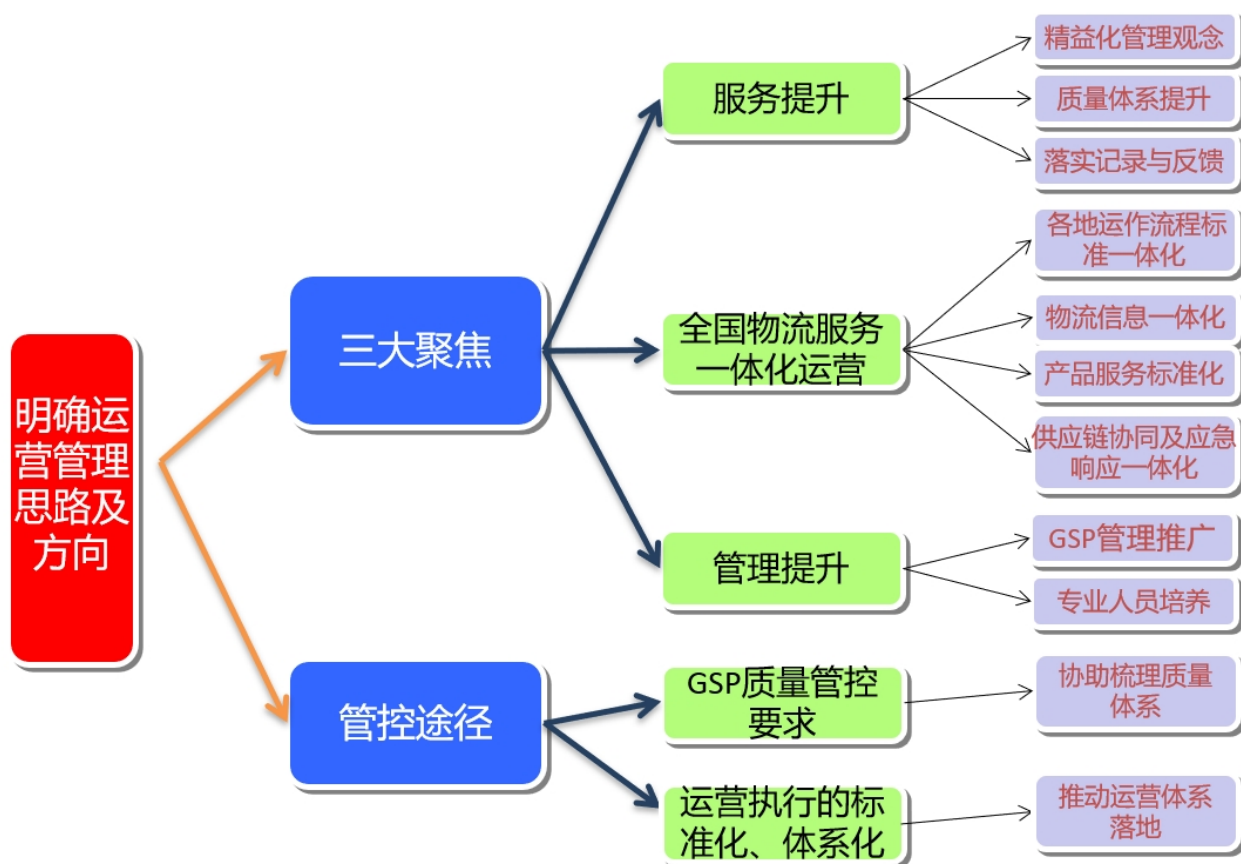 明确运
营管理
思路及
方向
三大聚焦
管控途径
服务提升
全国物流服务
一体化运营
管理提升
GSP质量管控
要求
运营执行的标
准化、体系化
精益化管理观念
质量体系提升
落实记录与反馈
各地运作流程标
准一体化
物流信息一体化
产品服务标准化
供应链协同及应急
响应一体化
GSP管理推广
专业人员培养
协助梳理质量
体系
推动运营体系
落地